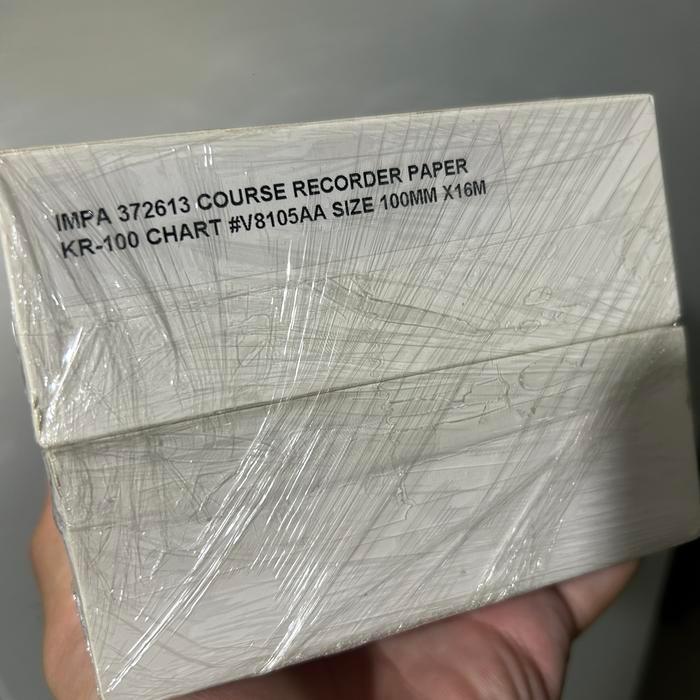 IMPA 372613 COURSE RECORDER PAPER
KR-100 CHART #V8105AA SIZE 100MM X16M